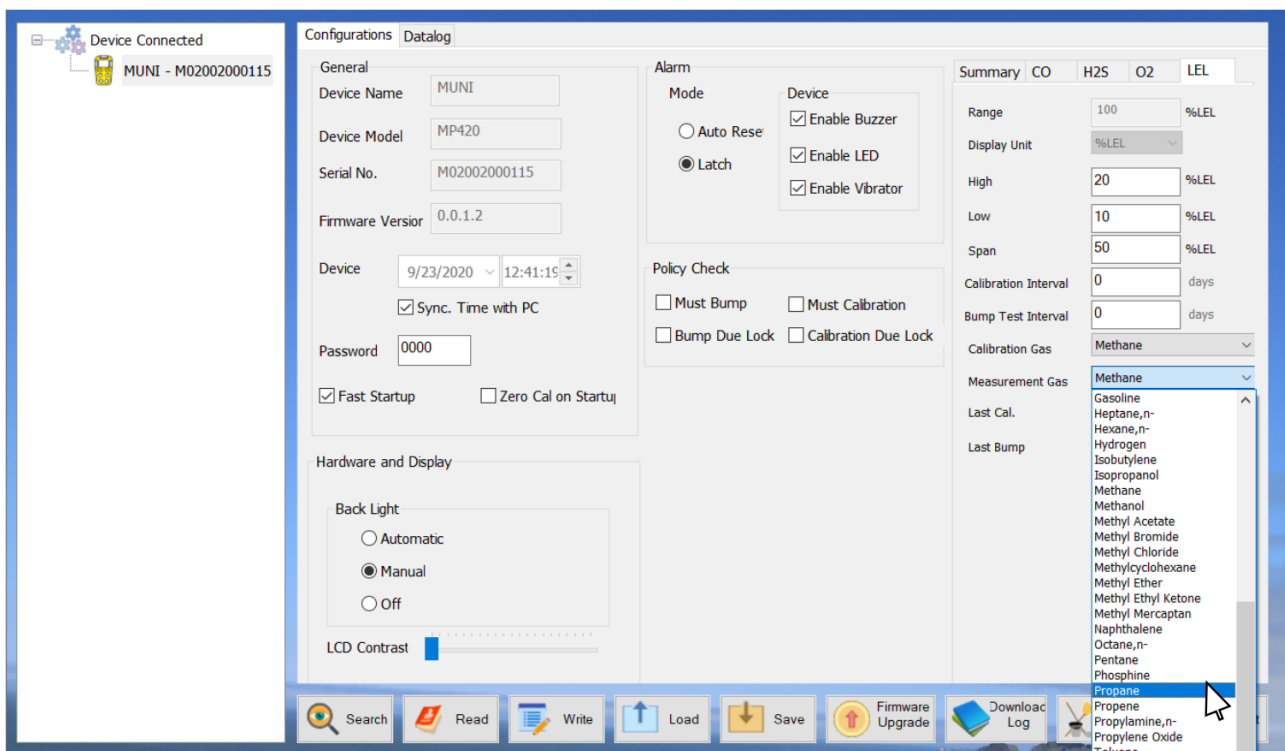 Device Connected
MUNI - M02002000115
Configurations Datalog
General
Device Name MUNI
Device Model MP420
Serial No. M02002000115
Firmware Versior 0.0.1.2
Device 9/23/2020 12:41:19
Sync. Time with PC
Password 0000
Fast Startup Zero Cal on Startu
Hardware and Display
Back Light
Automatic
Manual
Off
LCD Contrast
Alarm
Mode
Auto Rese
Latch
Device
Enable Buzzer
Enable LED
Enable Vibrator
Policy Check
Must Bump Must Calibration
Bump Due Lock Calibration Due Lock
Summary CO H2S O2 LEL
Range 100 %LEL
Display Unit %LEL
High 20 %LEL
Low 10 %LEL
Span 50 %LEL
Calibration Interval 0 days
Bump Test Interval 0 days
Calibration Gas Methane
Measurement Gas Methane
Last Cal.
Last Bump
Gasoline
Heptane,n-
Hexane,n-
Hydrogen
Isobutylene
Isopropanol
Methane
Methanol
Methyl Acetate
Methyl Bromide
Methyl Chloride
Methylcyclohexane
Methyl Ether
Methyl Ethyl Ketone
Methyl Mercaptan
Naphthalene
Octane,n-
Pentane
Phosphine
Propane
Propene
Propylamine,n-
Propylene Oxide
Toluene
Search Read Write Load Save Firmware Upgrade Downloac Log